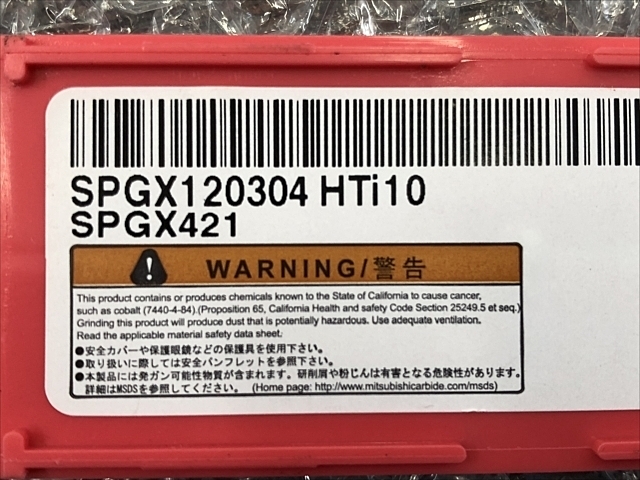 SPGX120304 HTi10
SPGX421
WARNING/警告
This product contains or produces chemicals known to the State of California to cause cancer,
such as cobalt (7440-4-84).(Proposition 65, California Health and safety Code Section 25249.5 et seq.)
Grinding this product will produce dust that is potentially hazardous. Use adequate ventilation.
Read the applicable material safety data sheet.
●安全カバーや保護眼鏡などの保護具を使用下さい。
●取り扱いに際しては安全パンフレットを参照下さい。
●本製品には発ガン可能性物質が含まれます。研削屑や粉じんは有害となる危険性があります。
詳細はMSDSを参照してください。 (Home page: http://www.mitsubishicarbide.com/msds)